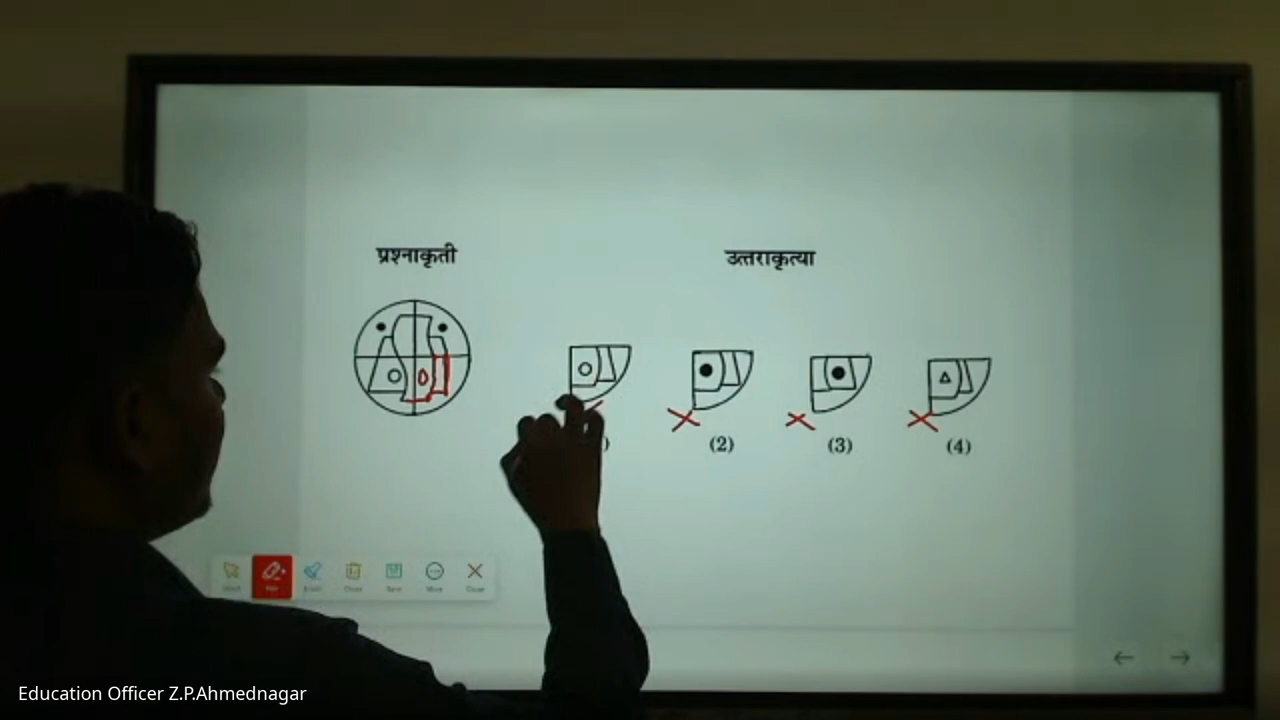 प्रश्नाकृती
उत्तराकृत्या
(2)
(3)
(4)
Education Officer Z.P.Ahmednagar